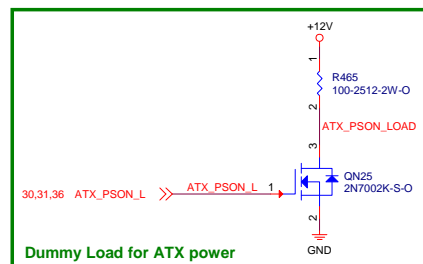 +12V
1
R465
100-2512-2W-O
2
ATX_PSON_LOAD
3
QN25
2N7002K-S-O
30,31,36 ATX_PSON_L ATX_PSON_L 1
2
GND
Dummy Load for ATX power